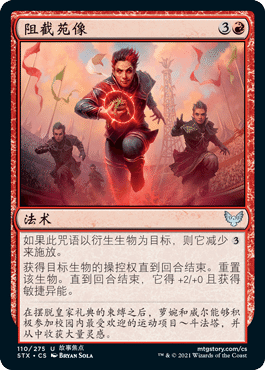 阻截苑像 3
法术
如果此咒语以衍生生物为目标，则它减少3
来施放。
获得目标生物的操控权直到回合结束。重置
该生物。直到回合结束，它得+2/+0且获得
敏捷异能。
在摆脱皇家礼典的束缚之后，萝婉和威尔能够积
极参加校园内最受欢迎的运动项目～斗法塔，并
从中收获大量灵感。
110/275 U 故事焦点
STX • CS BRYAN SOLA
mtgstory.com/cs
™ & © 2021 Wizards of the Coast